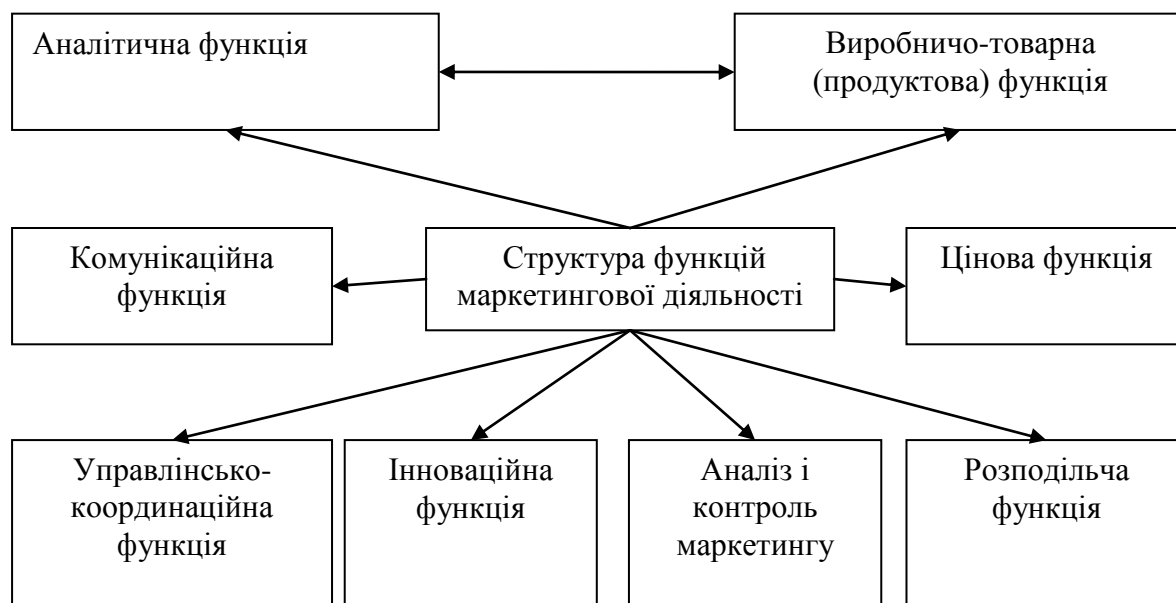 Аналітична функція
Виробничо-товарна
(продуктова) функція
Комунікаційна
функція
Структура функцій
маркетингової діяльності
Цінова функція
Управлінсько-
координаційна
функція
Інноваційна
функція
Аналіз і
контроль
маркетингу
Розподільча
функція